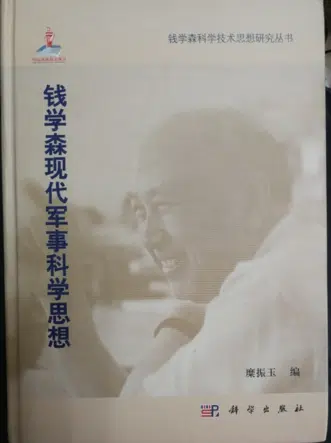 钱学森科学技术思想研究丛书
钱学森现代军事科学思想
糜振玉 编
科学出版社